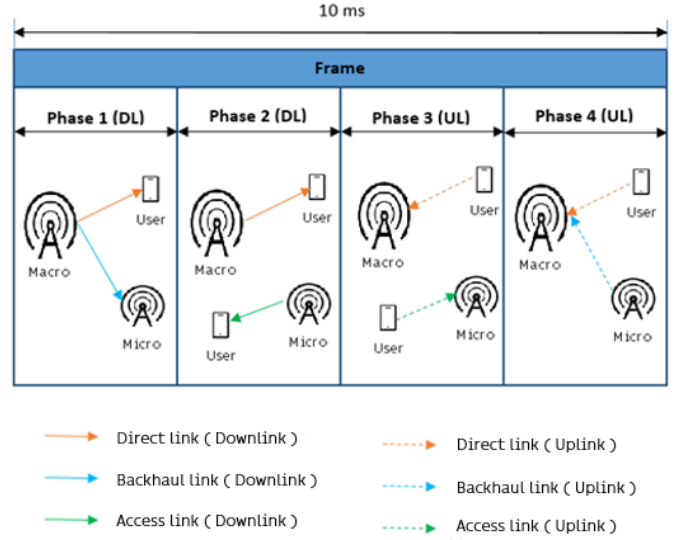 10 ms
Frame
Phase 1 (DL)
Phase 2 (DL)
Phase 3 (UL)
Phase 4 (UL)
User
Macro
Micro
User
Macro
User
Micro
User
Macro
User
Micro
User
Macro
Micro
Direct link ( Downlink )
Backhaul link ( Downlink )
Access link ( Downlink )
Direct link ( Uplink )
Backhaul link ( Uplink )
Access link ( Uplink )